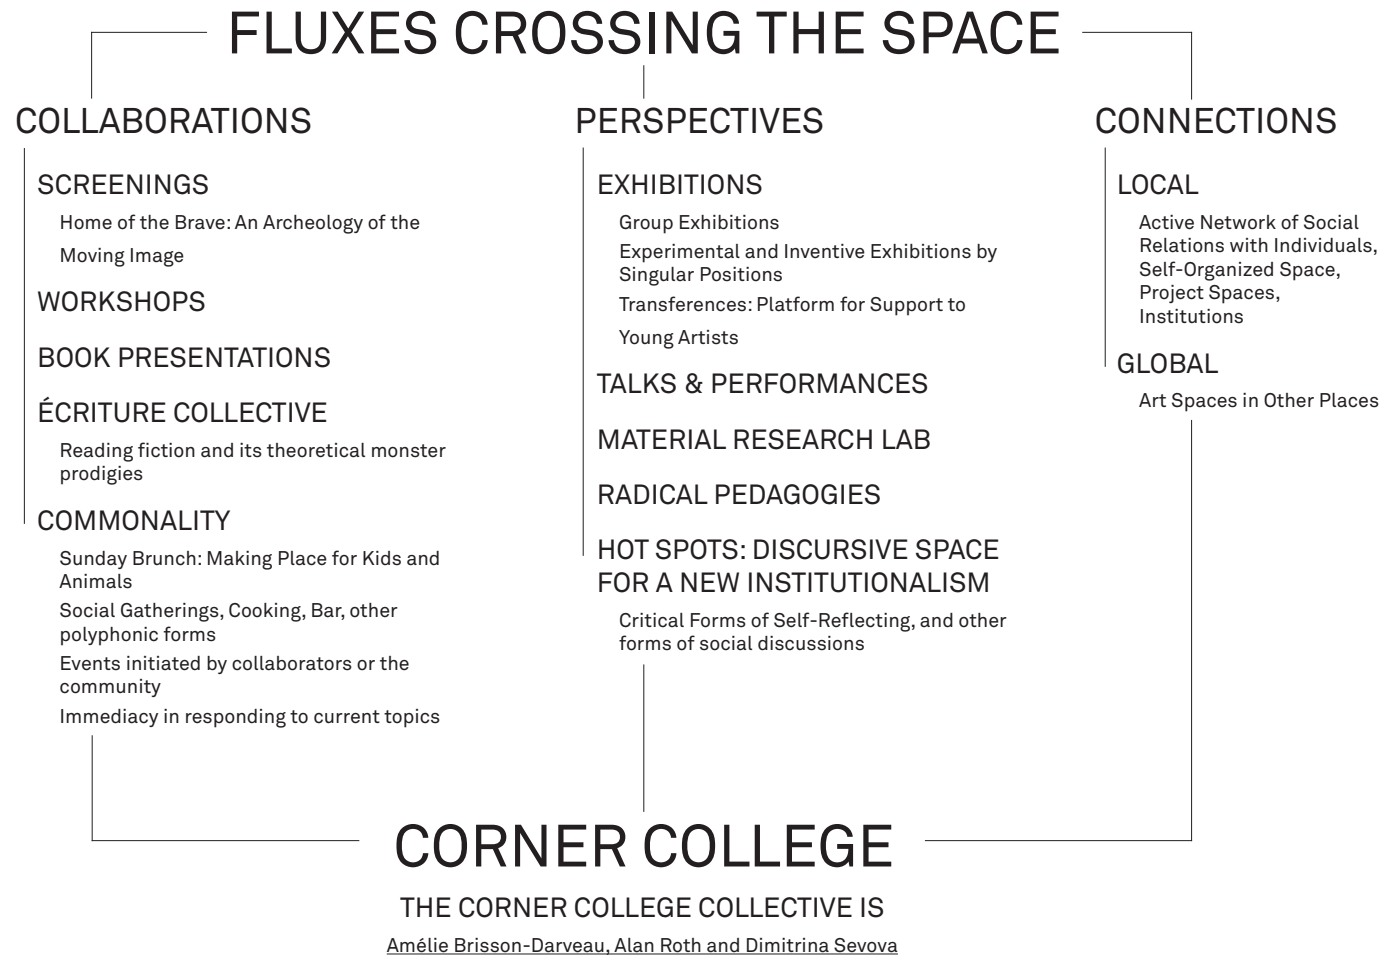 FLUXES CROSSING THE SPACE
COLLABORATIONS
SCREENINGS
Home of the Brave: An Archeology of the
Moving Image
WORKSHOPS
BOOK PRESENTATIONS
ÉCRITURE COLLECTIVE
Reading fiction and its theoretical monster
prodigies
COMMONALITY
Sunday Brunch: Making Place for Kids and
Animals
Social Gatherings, Cooking, Bar, other
polyphonic forms
Events initiated by collaborators or the
community
Immediacy in responding to current topics
PERSPECTIVES
EXHIBITIONS
Group Exhibitions
Experimental and Inventive Exhibitions by
Singular Positions
Transferences: Platform for Support to
Young Artists
TALKS & PERFORMANCES
MATERIAL RESEARCH LAB
RADICAL PEDAGOGIES
HOT SPOTS: DISCURSIVE SPACE
FOR A NEW INSTITUTIONALISM
Critical Forms of Self-Reflecting, and other
forms of social discussions
CONNECTIONS
LOCAL
Active Network of Social
Relations with Individuals,
Self-Organized Space,
Project Spaces,
Institutions
GLOBAL
Art Spaces in Other Places
CORNER COLLEGE
THE CORNER COLLEGE COLLECTIVE IS
Amélie Brisson-Darveau, Alan Roth and Dimitrina Sevova